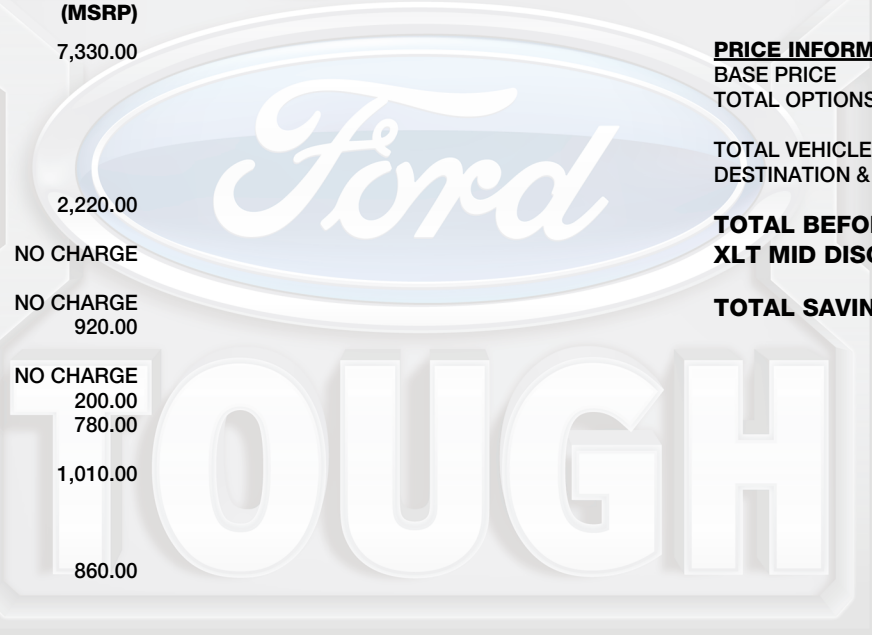 (MSRP)
7,330.00
2,220.00
NO CHARGE
NO CHARGE
920.00
NO CHARGE
200.00
780.00
1,010.00
860.00
PRICE INFORM
BASE PRICE
TOTAL OPTIONS
TOTAL VEHICLE
DESTINATION &
TOTAL BEFO
XLT MID DISC
TOTAL SAVIN
Ford
TOUGH